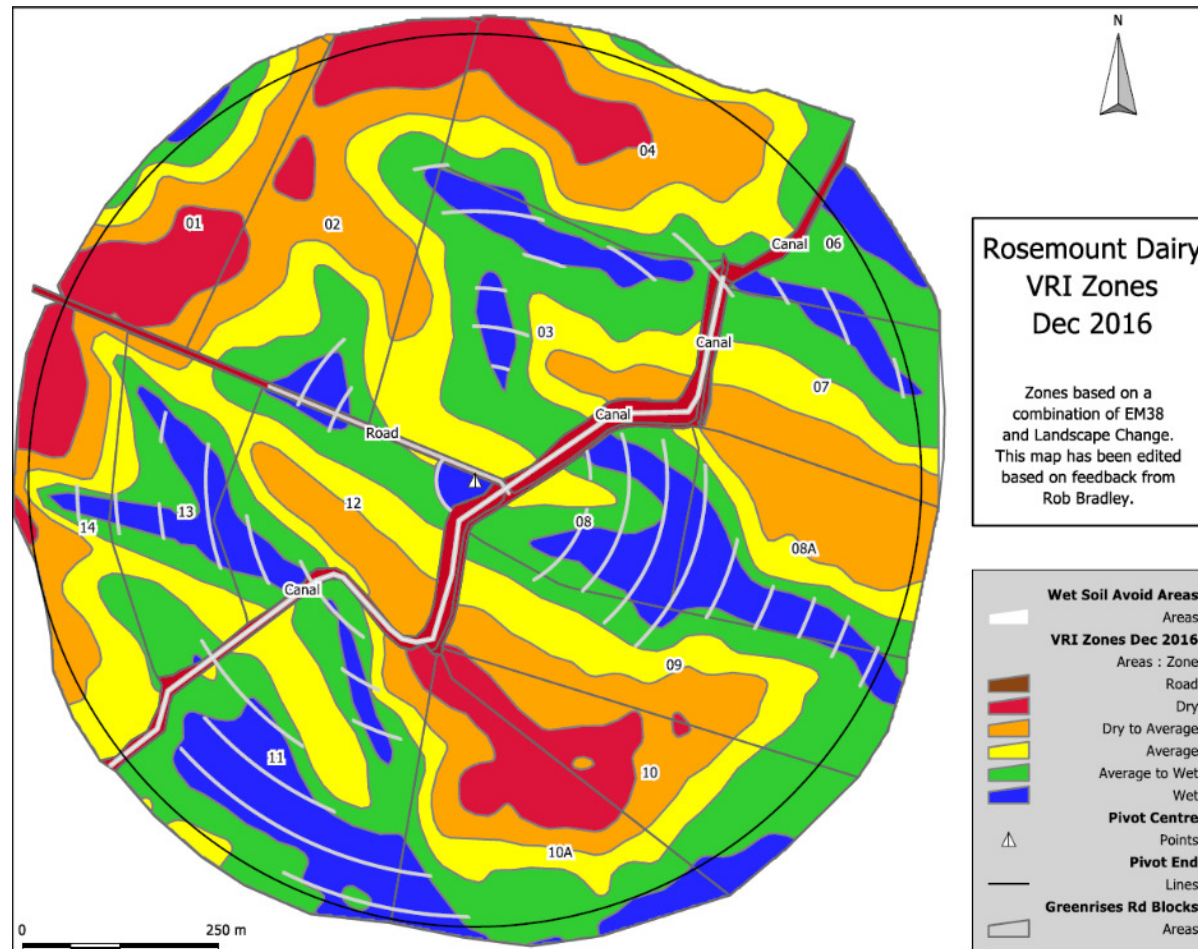 N
04
01
02
Canal
06
03
Canal
07
Canal
Road
12
13
14
08
08A
Canal
09
11
10
10A
0
250 m
Rosemount Dairy
VRI Zones
Dec 2016
Zones based on a
combination of EM38
and Landscape Change.
This map has been edited
based on feedback from
Rob Bradley.
Wet Soil Avoid Areas
Areas
VRI Zones Dec 2016
Areas : Zone
Road
Dry
Dry to Average
Average
Average to Wet
Wet
Pivot Centre
Points
Pivot End
Lines
Greenrises Rd Blocks
Areas